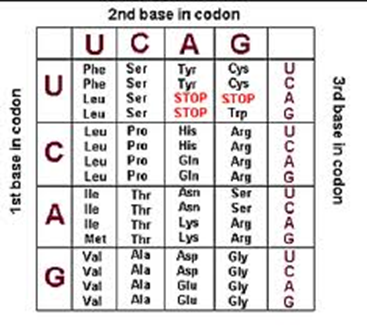 2nd base in codon
U C A G
1st base in codon
3rd base in codon
U
Phe Ser Tyr Cys U
Phe Ser Tyr Cys C
Leu Ser STOP STOP A
Leu Ser STOP Trp G
C
Leu Pro His Arg U
Leu Pro His Arg C
Leu Pro Gln Arg A
Leu Pro Gln Arg G
A
Ile Thr Asn Ser U
Ile Thr Asn Ser C
Ile Thr Lys Arg A
Met Thr Lys Arg G
G
Val Ala Asp Gly U
Val Ala Asp Gly C
Val Ala Glu Gly A
Val Ala Glu Gly G